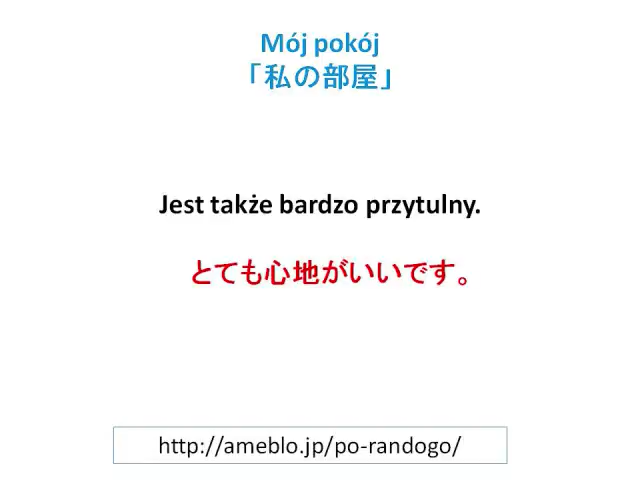 Mój pokój
「私の部屋」
Jest także bardzo przytulny.
とても心地がいいです。
http://ameblo.jp/po-randogo/